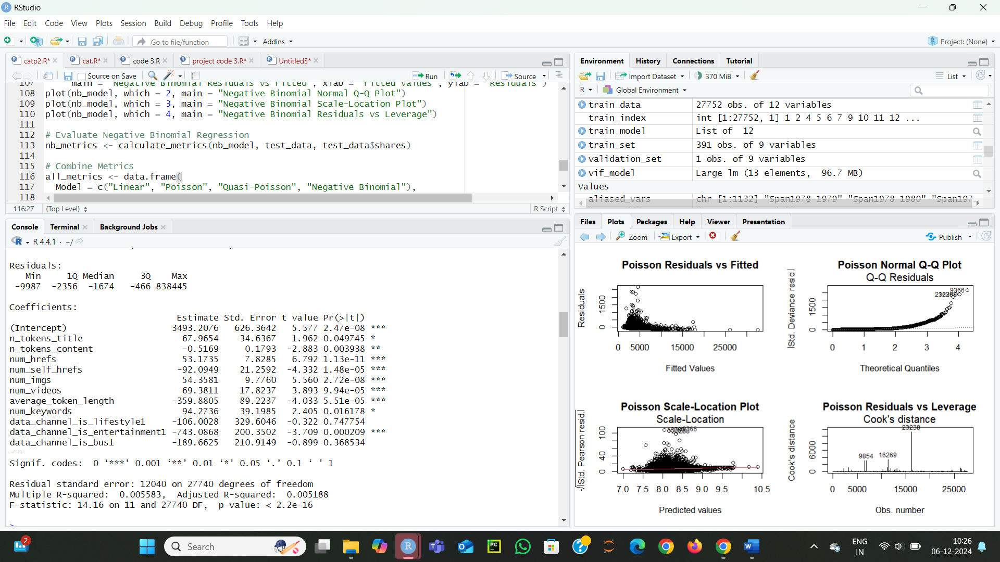 RStudio
File Edit Code View Plots Session Build Debug Profile Tools Help
Go to file/function Addins Project: (None)
catp2.R* cat.R* code 3.R project code 3.R* Untitled3*
Source on Save Run Source
107 main = "Negative Binomial Residuals vs Fitted", xlab = "Fitted Values", ylab = "Residuals")
108 plot(nb_model, which = 2, main = "Negative Binomial Normal Q-Q Plot")
109 plot(nb_model, which = 3, main = "Negative Binomial Scale-Location Plot")
110 plot(nb_model, which = 4, main = "Negative Binomial Residuals vs Leverage")
111
112 # Evaluate Negative Binomial Regression
113 nb_metrics <- calculate_metrics(nb_model, test_data, test_data$shares)
114
115 # Combine Metrics
116 all_metrics <- data.frame(
117 Model = c("Linear", "Poisson", "Quasi-Poisson", "Negative Binomial"),
118
116:27 (Top Level) R Script
Console Terminal Background Jobs
R 4.4.1 · ~/
Residuals:
Min 1Q Median 3Q Max
-9987 -2356 -1674 -466 838445
Coefficients:
Estimate Std. Error t value Pr(>|t|)
(Intercept) 3493.2076 626.3642 5.577 2.47e-08 ***
n_tokens_title 67.9654 34.6367 1.962 0.049745 *
n_tokens_content -0.5169 0.1793 -2.883 0.003938 **
num_hrefs 53.1735 7.8285 6.792 1.13e-11 ***
num_self_hrefs -92.0949 21.2592 -4.332 1.48e-05 ***
num_imgs 54.3581 9.7760 5.560 2.72e-08 ***
num_videos 69.3811 17.8237 3.893 9.94e-05 ***
average_token_length -359.8805 89.2237 -4.033 5.51e-05 ***
num_keywords 94.2736 39.1985 2.405 0.016178 *
data_channel_is_lifestyle1 -106.0028 329.6046 -0.322 0.747754
data_channel_is_entertainment1 -743.0868 200.3502 -3.709 0.000209 ***
data_channel_is_bus1 -189.6625 210.9149 -0.899 0.368534
---
Signif. codes: 0 ‘***’ 0.001 ‘**’ 0.01 ‘*’ 0.05 ‘.’ 0.1 ‘ ’ 1
Residual standard error: 12040 on 27740 degrees of freedom
Multiple R-squared: 0.005583, Adjusted R-squared: 0.005188
F-statistic: 14.16 on 11 and 27740 DF, p-value: < 2.2e-16
>
Environment History Connections Tutorial
Import Dataset 370 MiB List
R Global Environment
train_data 27752 obs. of 12 variables
train_index int [1:27752, 1] 1 2 4 5 6 7 9 10 11 12 ...
train_model List of 12
train_set 391 obs. of 9 variables
validation_set 1 obs. of 9 variables
vif_model Large lm (13 elements, 96.7 MB)
Values
aliased_vars chr [1:1132] "Span1978-1979" "Span1978-1980" "Span197
Files Plots Packages Help Viewer Presentation
Zoom Export Publish
Poisson Residuals vs Fitted
Residuals
0 1500
0 5000 15000 25000
Fitted Values
Poisson Normal Q-Q Plot
Q-Q Residuals
|Std. Deviance resid.|
0 1500
9366
0 1 2 3 4
Theoretical Quantiles
Poisson Scale-Location Plot
Scale-Location
√|Std. Pearson resid.|
0 40 100
9366
7.0 7.5 8.0 8.5 9.0 9.5 10.5
Predicted values
Poisson Residuals vs Leverage
Cook's distance
Cook's distance
0 6000
23238
9854 16269
0 5000 15000 25000
Obs. number
2
Search
PC
ENG
IN
10:26
06-12-2024